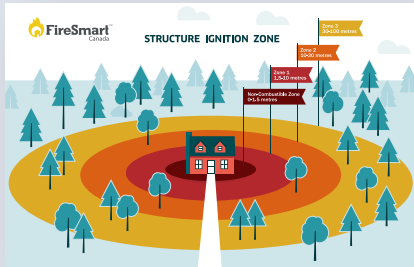 FireSmart™
Canada
STRUCTURE IGNITION ZONE
Zone 3
30-100 metres
Zone 2
10-30 metres
Zone 1
1.5-10 metres
Non-Combustible Zone
0-1.5 metres